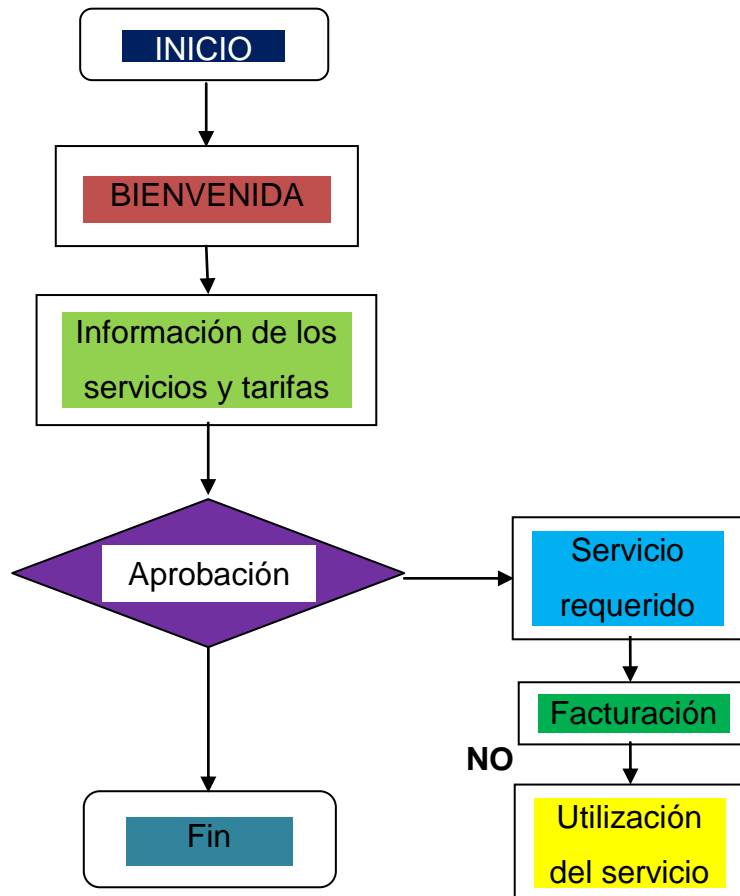 INICIO
BIENVENIDA
Información de los
servicios y tarifas
Aprobación
Servicio
requerido
Facturación
NO
Fin
Utilización
del servicio